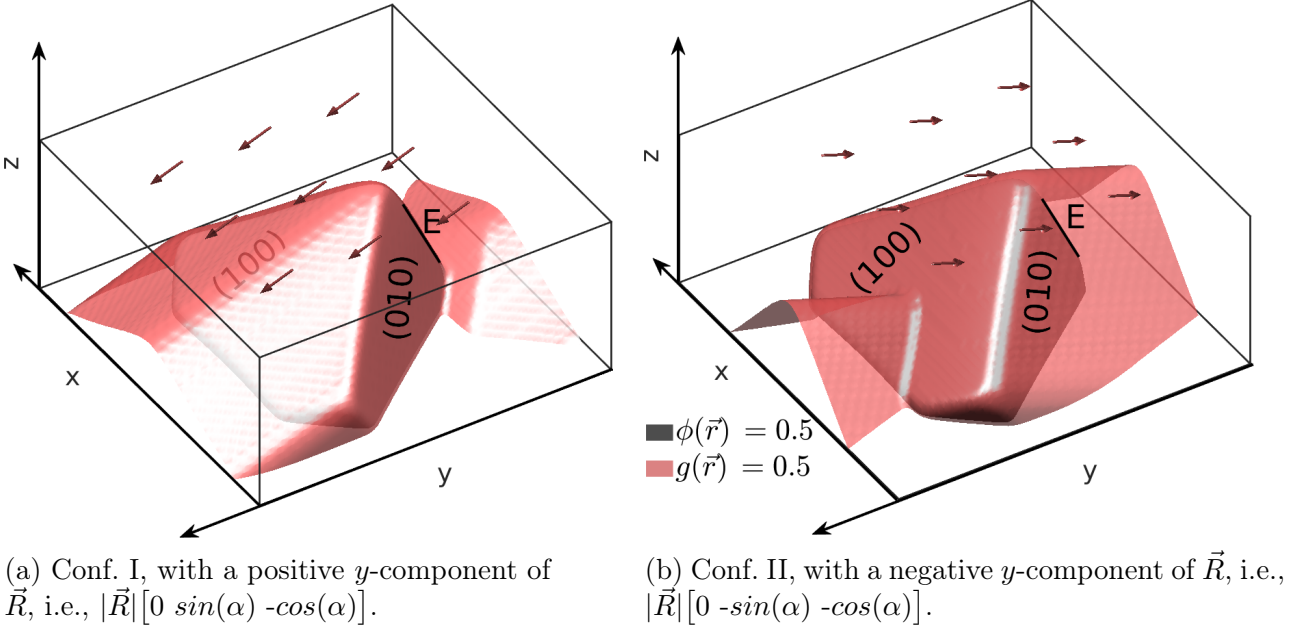 z
(100)
E
(010)
x
y
z
(100)
E
(010)
x
y
ϕ(r⃗) = 0.5
g(r⃗) = 0.5
(a) Conf. I, with a positive y-component of
R⃗, i.e., |R⃗|[0 sin(α) -cos(α)].
(b) Conf. II, with a negative y-component of R⃗, i.e.,
|R⃗|[0 -sin(α) -cos(α)].